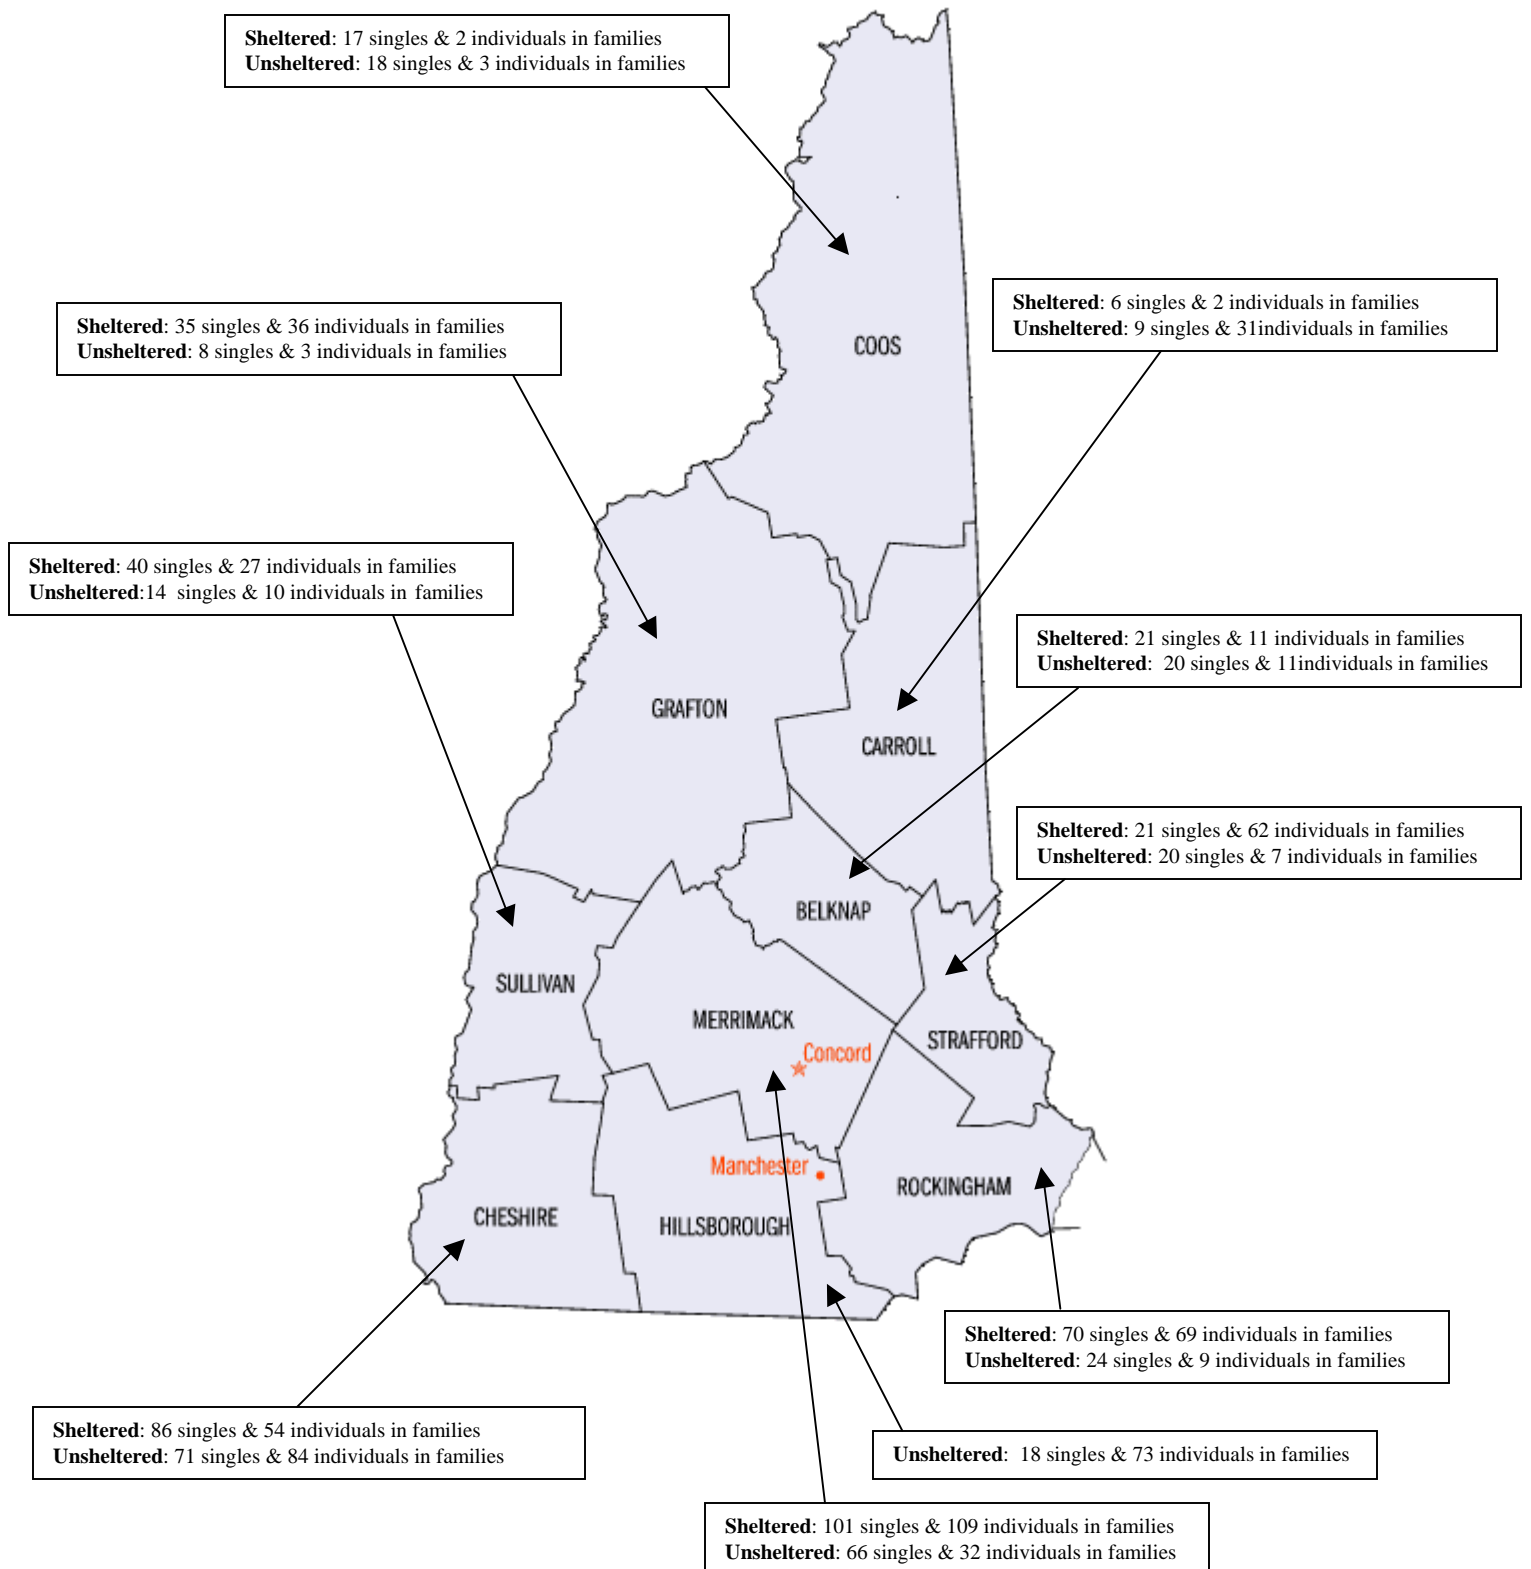 Sheltered: 17 singles & 2 individuals in families
Unsheltered: 18 singles & 3 individuals in families
Sheltered: 6 singles & 2 individuals in families
Unsheltered: 9 singles & 31individuals in families
Sheltered: 35 singles & 36 individuals in families
Unsheltered: 8 singles & 3 individuals in families
COOS
Sheltered: 40 singles & 27 individuals in families
Unsheltered:14  singles & 10 individuals in families
Sheltered: 21 singles & 11 individuals in families
Unsheltered:  20 singles & 11individuals in families
GRAFTON
CARROLL
Sheltered: 21 singles & 62 individuals in families
Unsheltered: 20 singles & 7 individuals in families
BELKNAP
SULLIVAN
MERRIMACK
STRAFFORD
Concord
Manchester
ROCKINGHAM
CHESHIRE
HILLSBOROUGH
Sheltered: 70 singles & 69 individuals in families
Unsheltered: 24 singles & 9 individuals in families
Sheltered: 86 singles & 54 individuals in families
Unsheltered: 71 singles & 84 individuals in families
Unsheltered:  18 singles & 73 individuals in families
Sheltered: 101 singles & 109 individuals in families
Unsheltered: 66 singles & 32 individuals in families